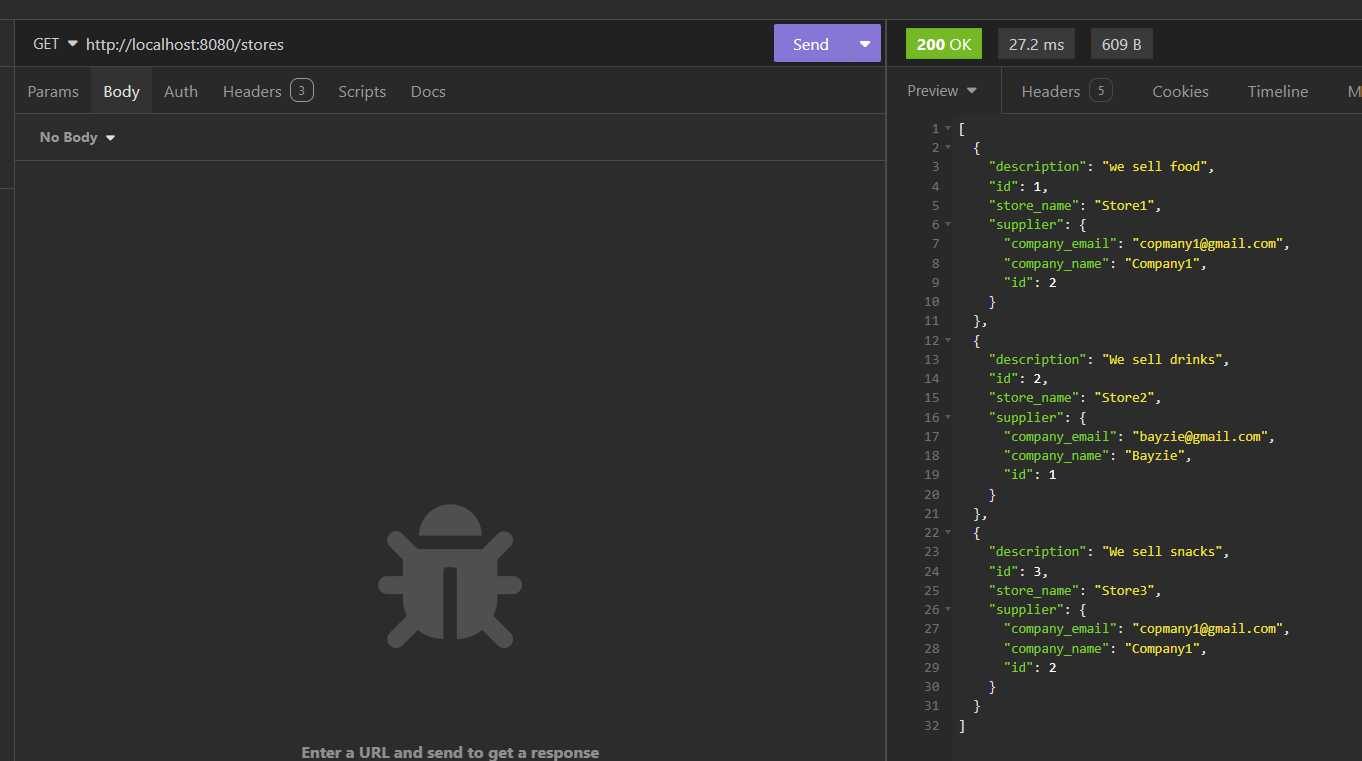 GET http://localhost:8080/stores
Send
Params Body Auth Headers 3 Scripts Docs
No Body
Enter a URL and send to get a response
200 OK 27.2 ms 609 B
Preview Headers 5 Cookies Timeline M
1 [
2 {
3 "description": "we sell food",
4 "id": 1,
5 "store_name": "Store1",
6 "supplier": {
7 "company_email": "copmany1@gmail.com",
8 "company_name": "Company1",
9 "id": 2
10 }
11 },
12 {
13 "description": "We sell drinks",
14 "id": 2,
15 "store_name": "Store2",
16 "supplier": {
17 "company_email": "bayzie@gmail.com",
18 "company_name": "Bayzie",
19 "id": 1
20 }
21 },
22 {
23 "description": "We sell snacks",
24 "id": 3,
25 "store_name": "Store3",
26 "supplier": {
27 "company_email": "copmany1@gmail.com",
28 "company_name": "Company1",
29 "id": 2
30 }
31 }
32 ]